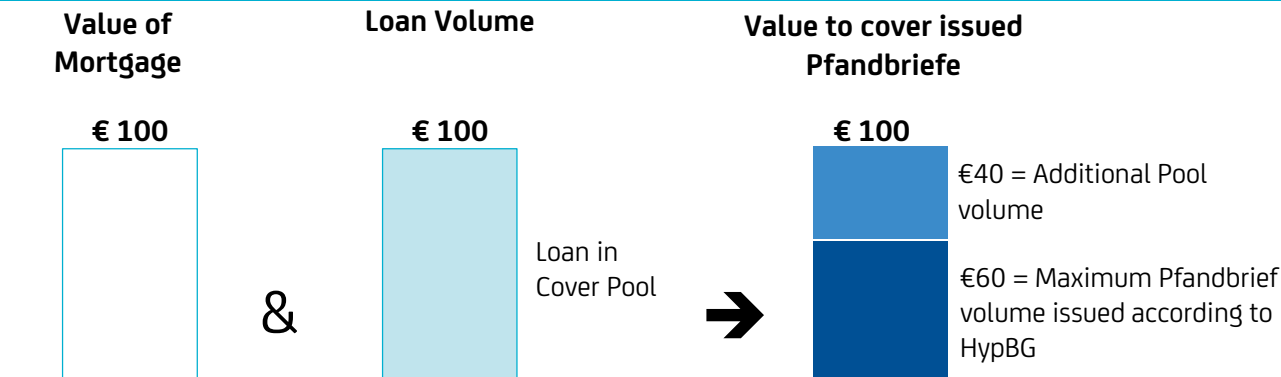 Value of
Mortgage
Loan Volume
Value to cover issued
Pfandbriefe
€ 100
€ 100
€ 100
€40 = Additional Pool
volume
Loan in
Cover Pool
&
➔
€60 = Maximum Pfandbrief
volume issued according to
HypBG